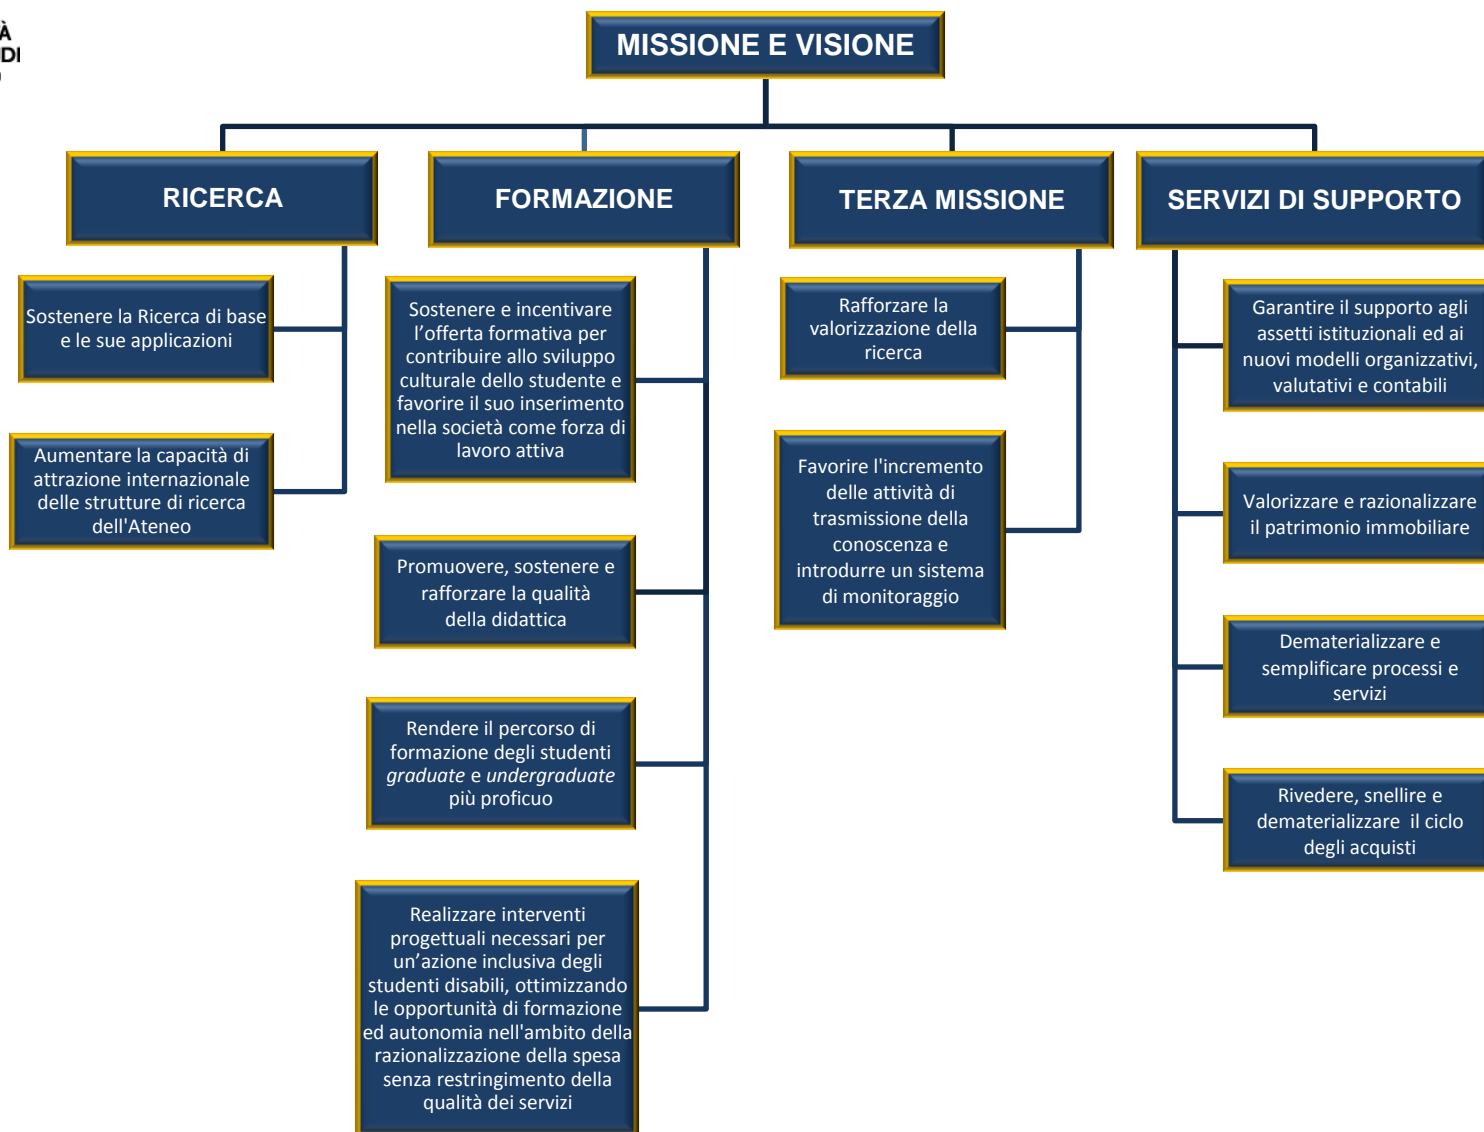 MISSIONE E VISIONE
RICERCA
Sostenere la Ricerca di base
e le sue applicazioni
Aumentare la capacità di
attrazione internazionale
delle strutture di ricerca
dell'Ateneo
FORMAZIONE
Sostenere e incentivare
l’offerta formativa per
contribuire allo sviluppo
culturale dello studente e
favorire il suo inserimento
nella società come forza di
lavoro attiva
Promuovere, sostenere e
rafforzare la qualità
della didattica
Rendere il percorso di
formazione degli studenti
graduate e undergraduate
più proficuo
Realizzare interventi
progettuali necessari per
un’azione inclusiva degli
studenti disabili, ottimizzando
le opportunità di formazione
ed autonomia nell'ambito della
razionalizzazione della spesa
senza restringimento della
qualità dei servizi
TERZA MISSIONE
Rafforzare la
valorizzazione della
ricerca
Favorire l'incremento
delle attività di
trasmissione della
conoscenza e
introdurre un sistema
di monitoraggio
SERVIZI DI SUPPORTO
Garantire il supporto agli
assetti istituzionali ed ai
nuovi modelli organizzativi,
valutativi e contabili
Valorizzare e razionalizzare
il patrimonio immobiliare
Dematerializzare e
semplificare processi e
servizi
Rivedere, snellire e
dematerializzare il ciclo
degli acquisti